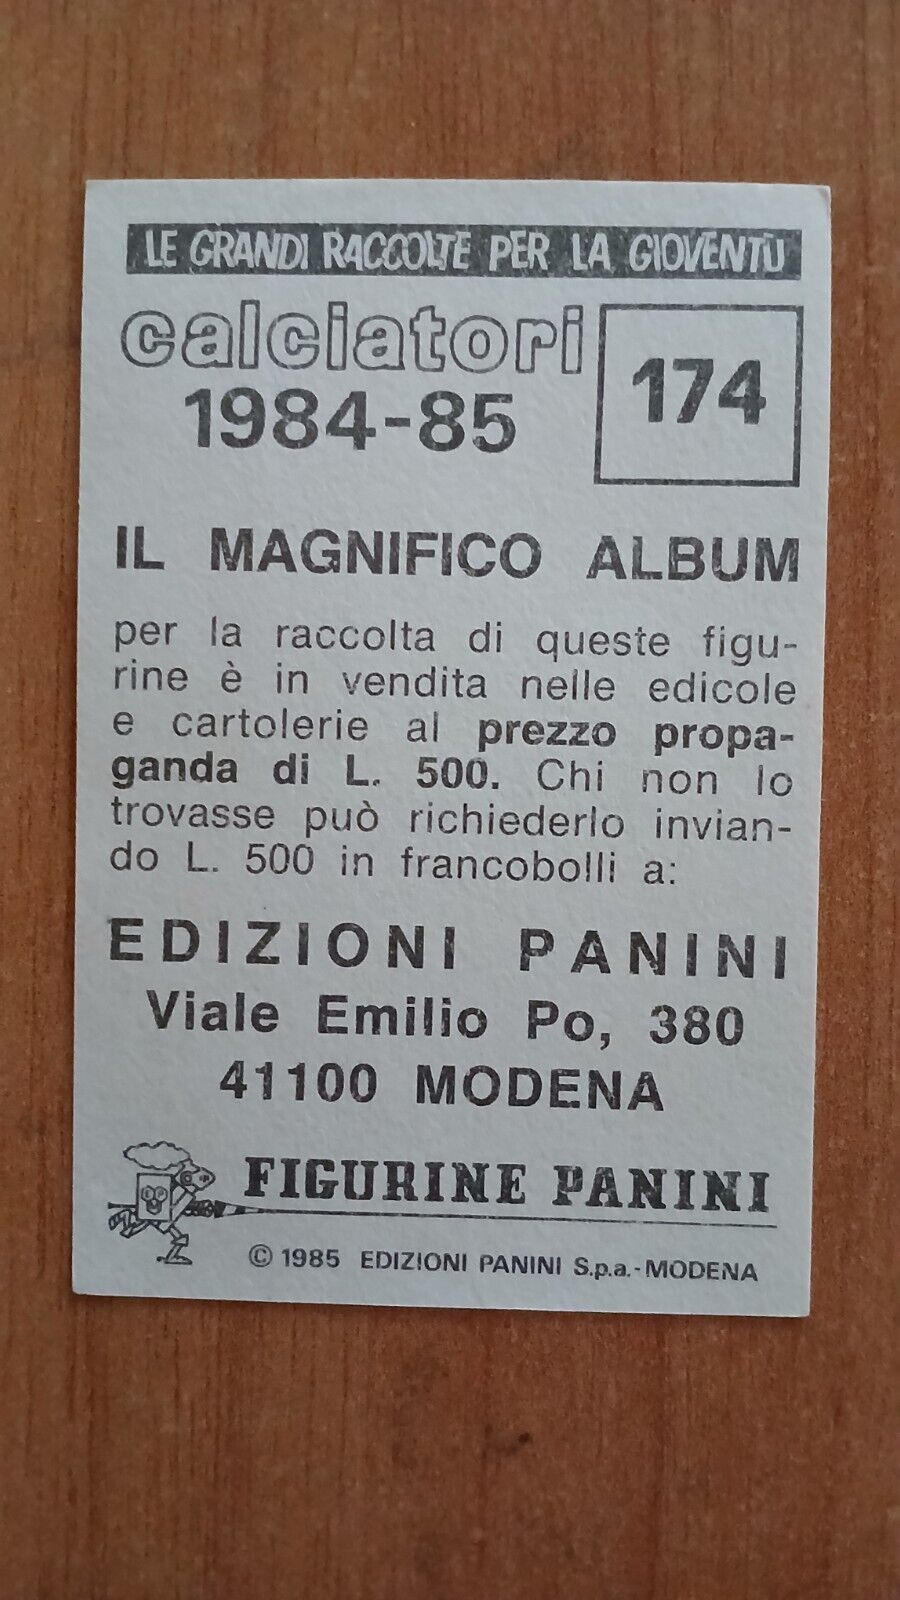 LE GRANDI RACCOLTE PER LA GIOVENTÙ
calciatori
1984-85
174
IL MAGNIFICO ALBUM
per la raccolta di queste figu-
rine è in vendita nelle edicole
e cartolerie al prezzo propa-
ganda di L. 500. Chi non lo
trovasse può richiederlo invian-
do L. 500 in francobolli a:
EDIZIONI PANINI
Viale Emilio Po, 380
41100 MODENA
FIGURINE PANINI
© 1985 EDIZIONI PANINI S.p.a.-MODENA